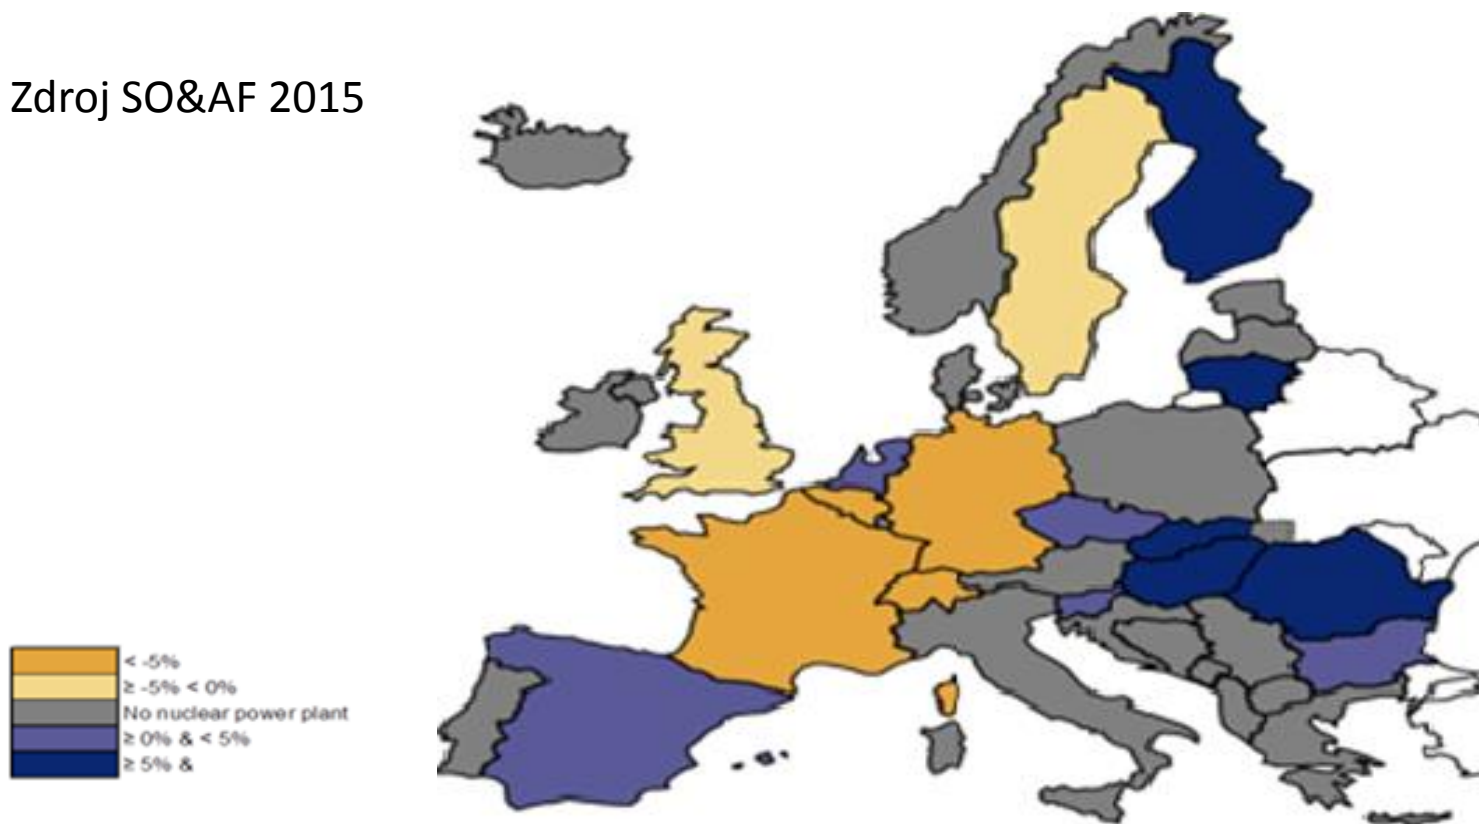 Zdroj SO&AF 2015
< -5%
≥ -5% < 0%
No nuclear power plant
≥ 0% & < 5%
≥ 5% &